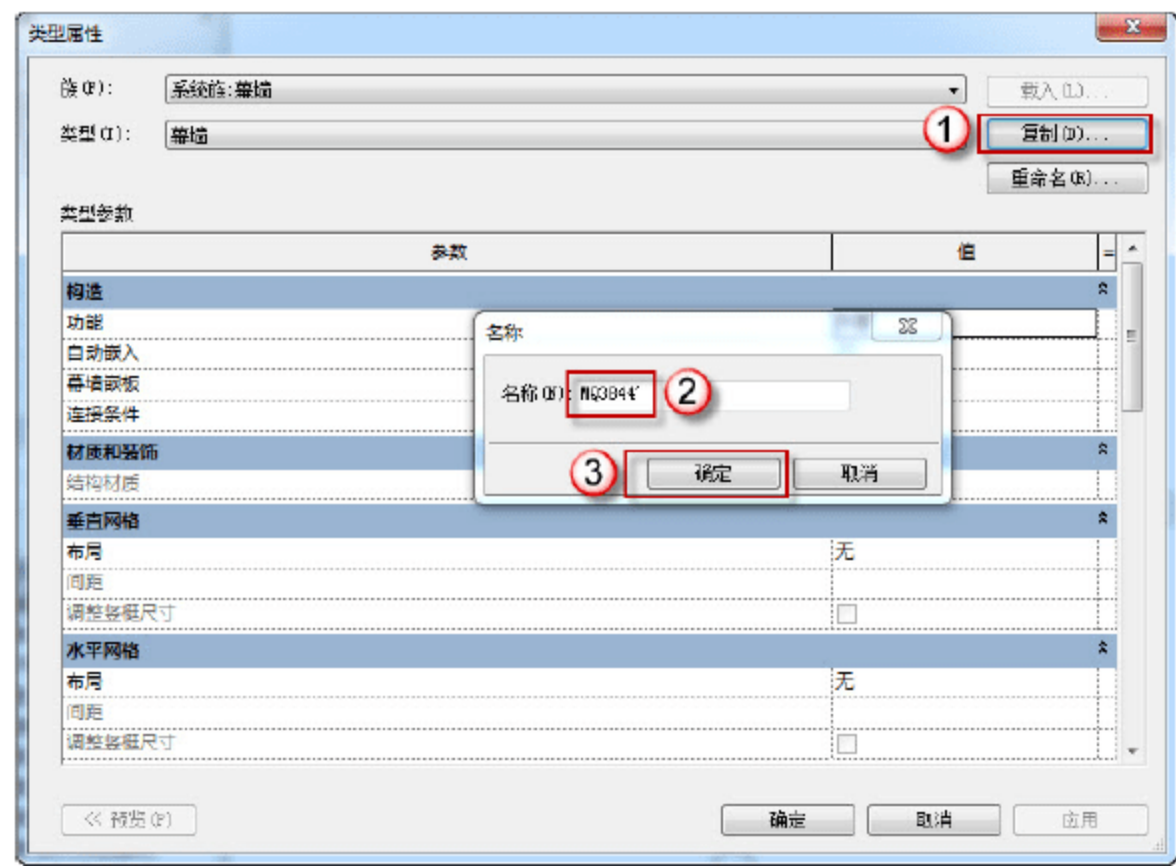 类型属性
族(F):
系统族:幕墙
载入(L)...
类型(T):
幕墙
1
复制(D)...
重命名(R)...
类型参数
参数
值
=
构造
功能
自动嵌入
幕墙嵌板
连接条件
材质和装饰
结构材质
垂直网格
布局
无
间距
调整竖梃尺寸
水平网格
布局
无
间距
调整竖梃尺寸
名称
名称(N):
2
3
确定
取消
<< 预览(P)
确定
取消
应用